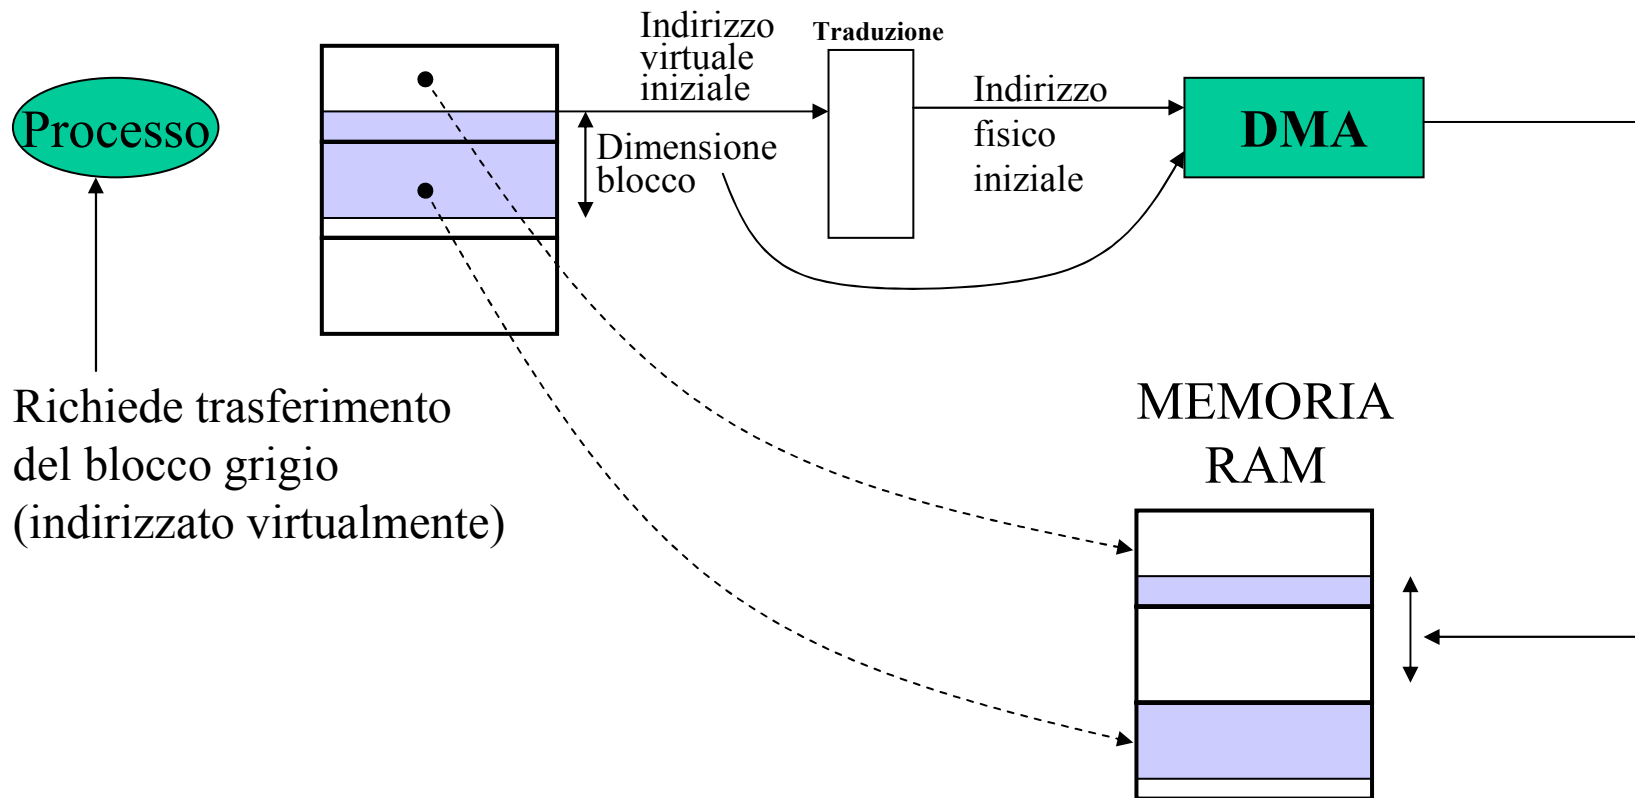 Processo
Indirizzo
virtuale
iniziale
Traduzione
Dimensione
blocco
Indirizzo
fisico
iniziale
DMA
Richiede trasferimento
del blocco grigio
(indirizzato virtualmente)
MEMORIA
RAM